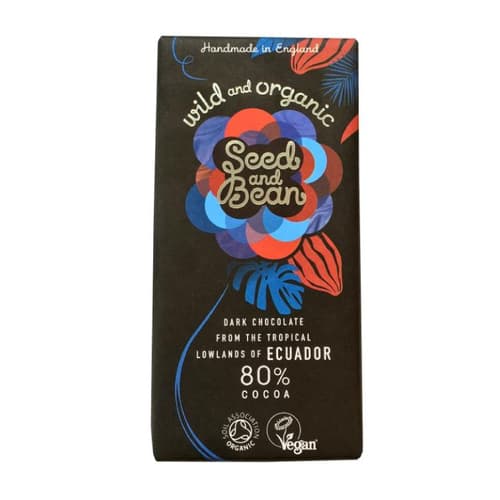 Handmade in England
wild and organic
Seed
and
Bean
DARK CHOCOLATE
FROM THE TROPICAL
LOWLANDS OF ECUADOR
80%
COCOA
SOIL ASSOCIATION
ORGANIC
Vegan